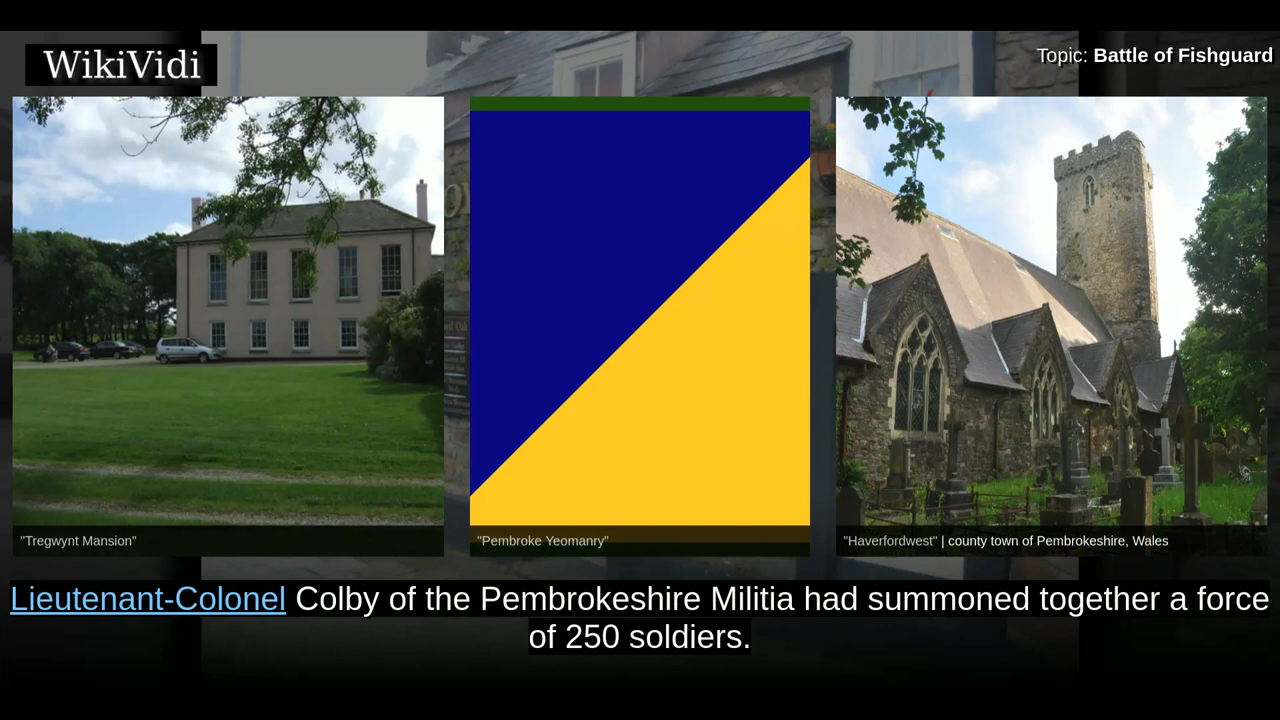 WikiVidi
Topic: Battle of Fishguard
"Tregwynt Mansion"
"Pembroke Yeomanry"
"Haverfordwest" | county town of Pembrokeshire, Wales
Lieutenant-Colonel Colby of the Pembrokeshire Militia had summoned together a force
of 250 soldiers.